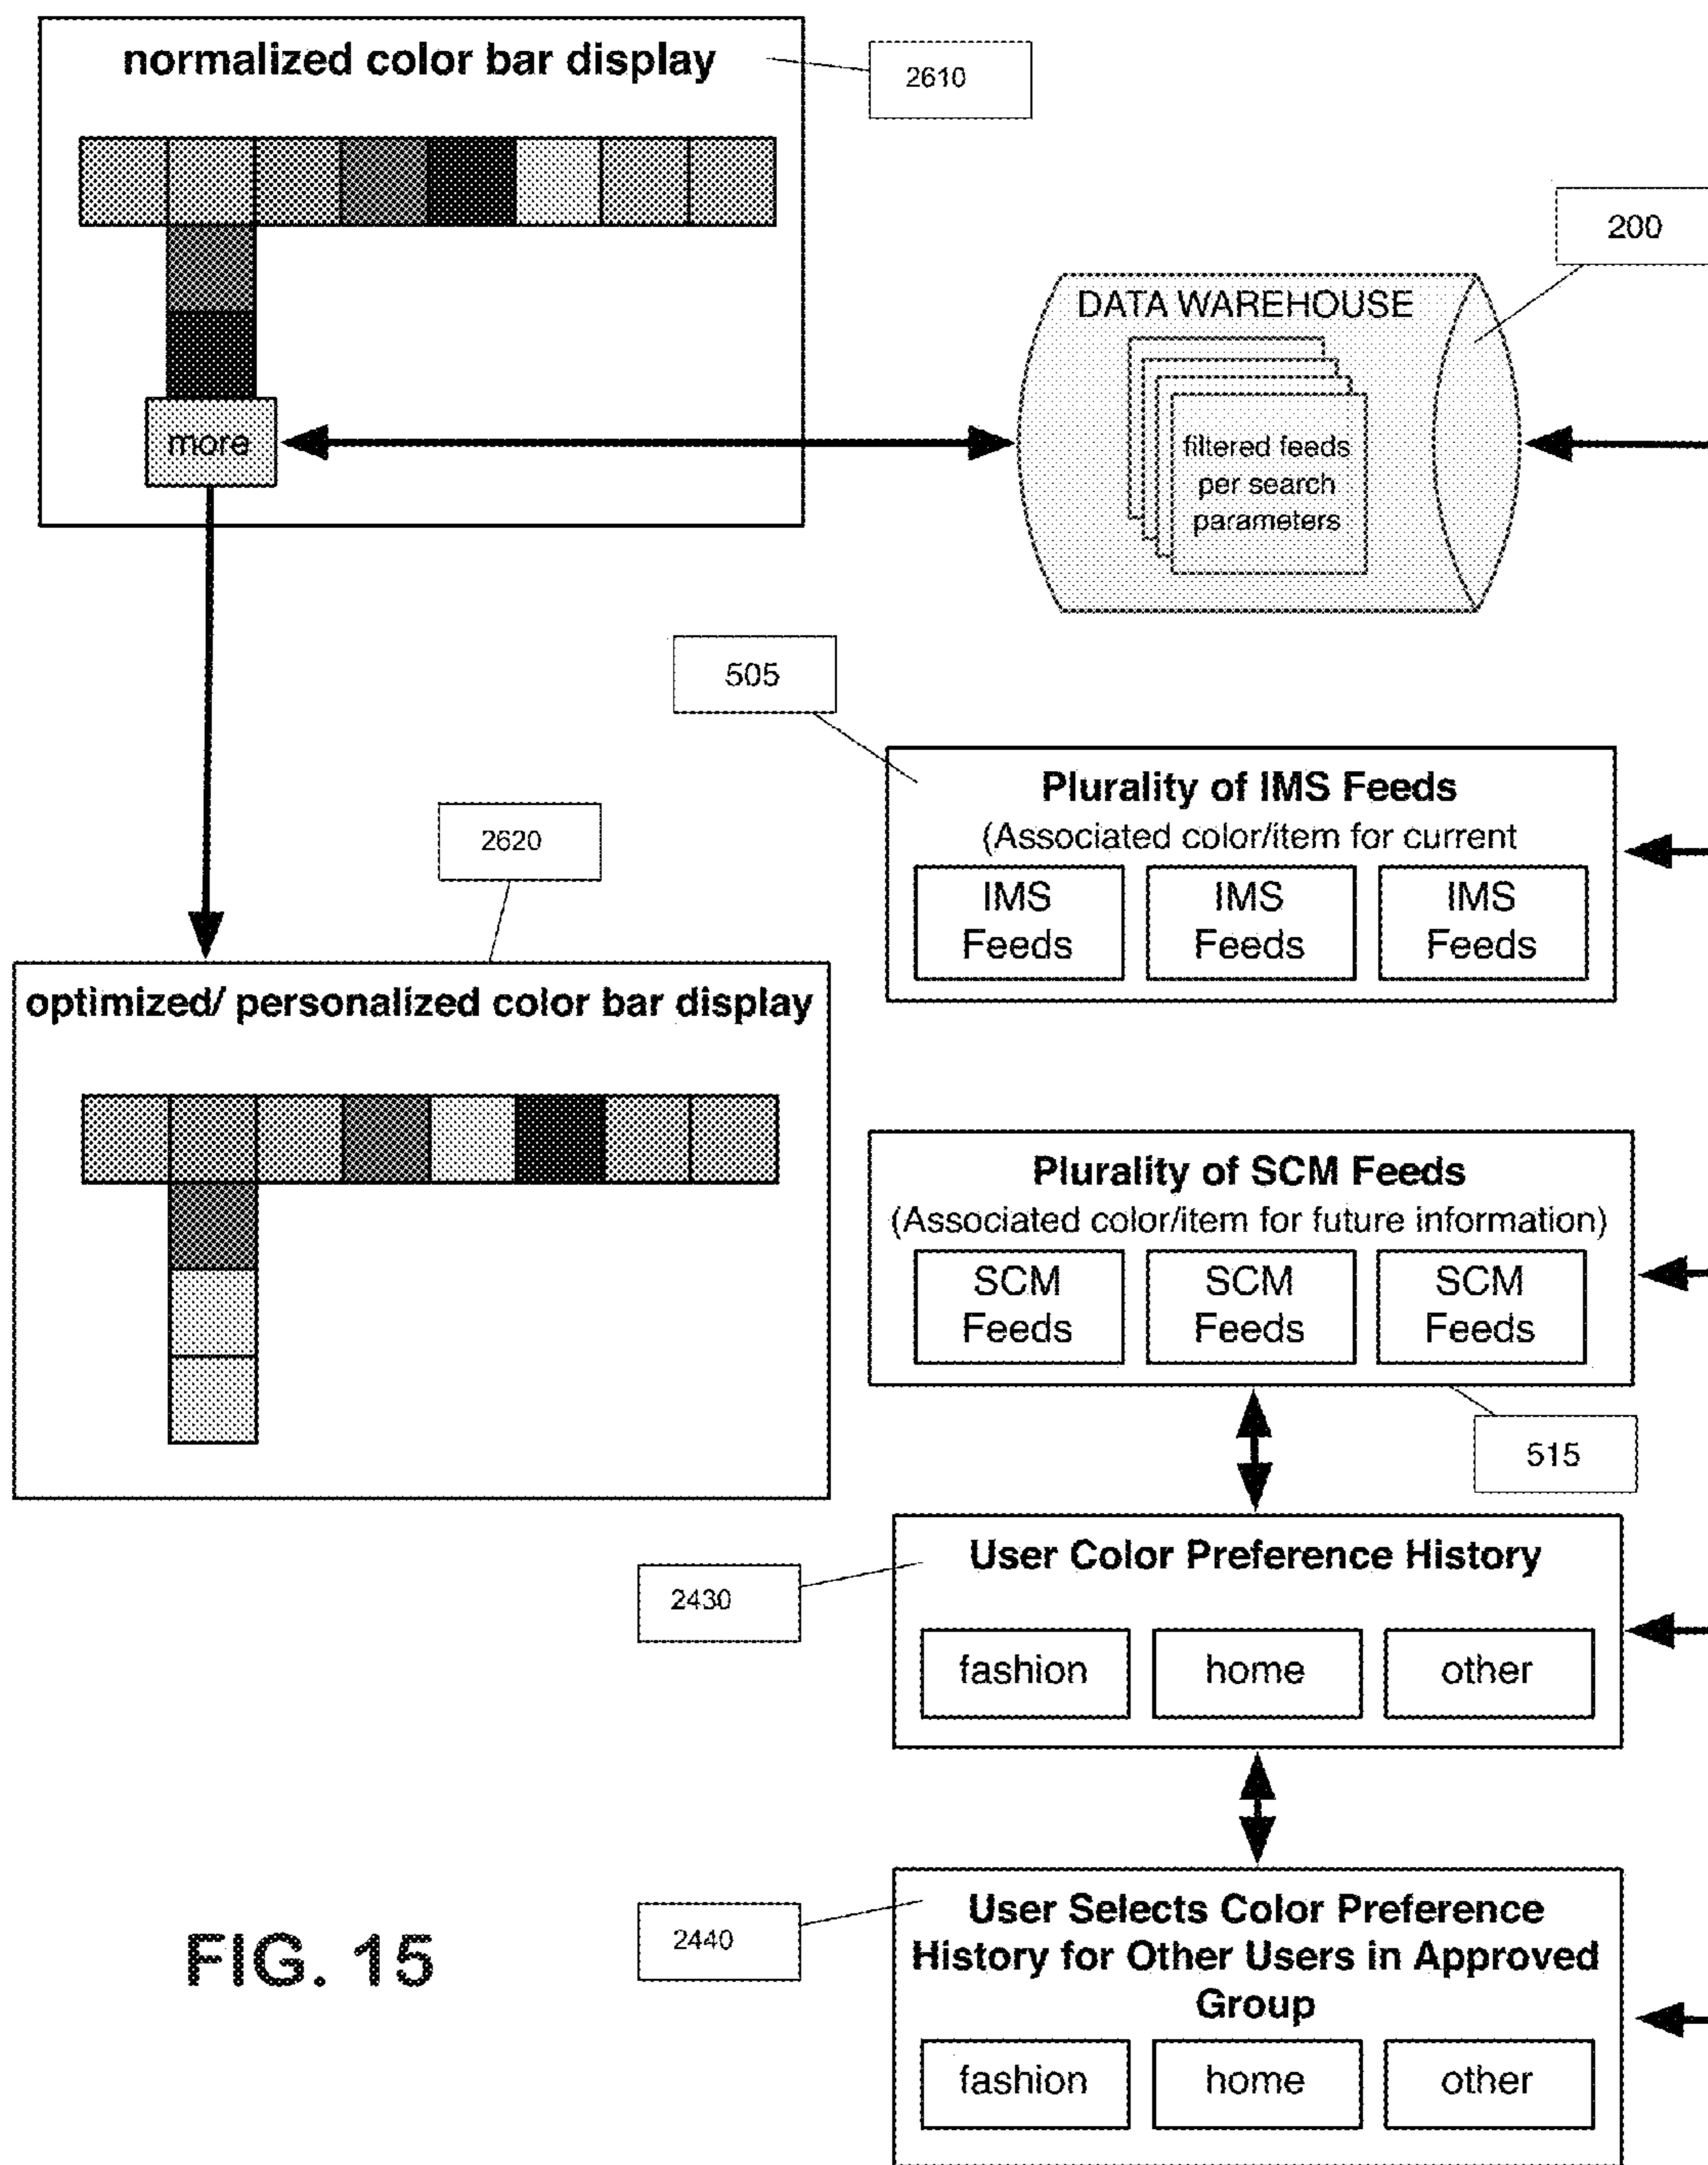 normalized color bar display
2610
more
200
DATA WAREHOUSE
filtered feeds
per search
parameters
505
Plurality of IMS Feeds
(Associated color/item for current
IMS
Feeds
IMS
Feeds
IMS
Feeds
2620
optimized/ personalized color bar display
Plurality of SCM Feeds
(Associated color/item for future information)
SCM
Feeds
SCM
Feeds
SCM
Feeds
515
User Color Preference History
2430
fashion
home
other
User Selects Color Preference
History for Other Users in Approved
Group
2440
fashion
home
other
FIG. 15